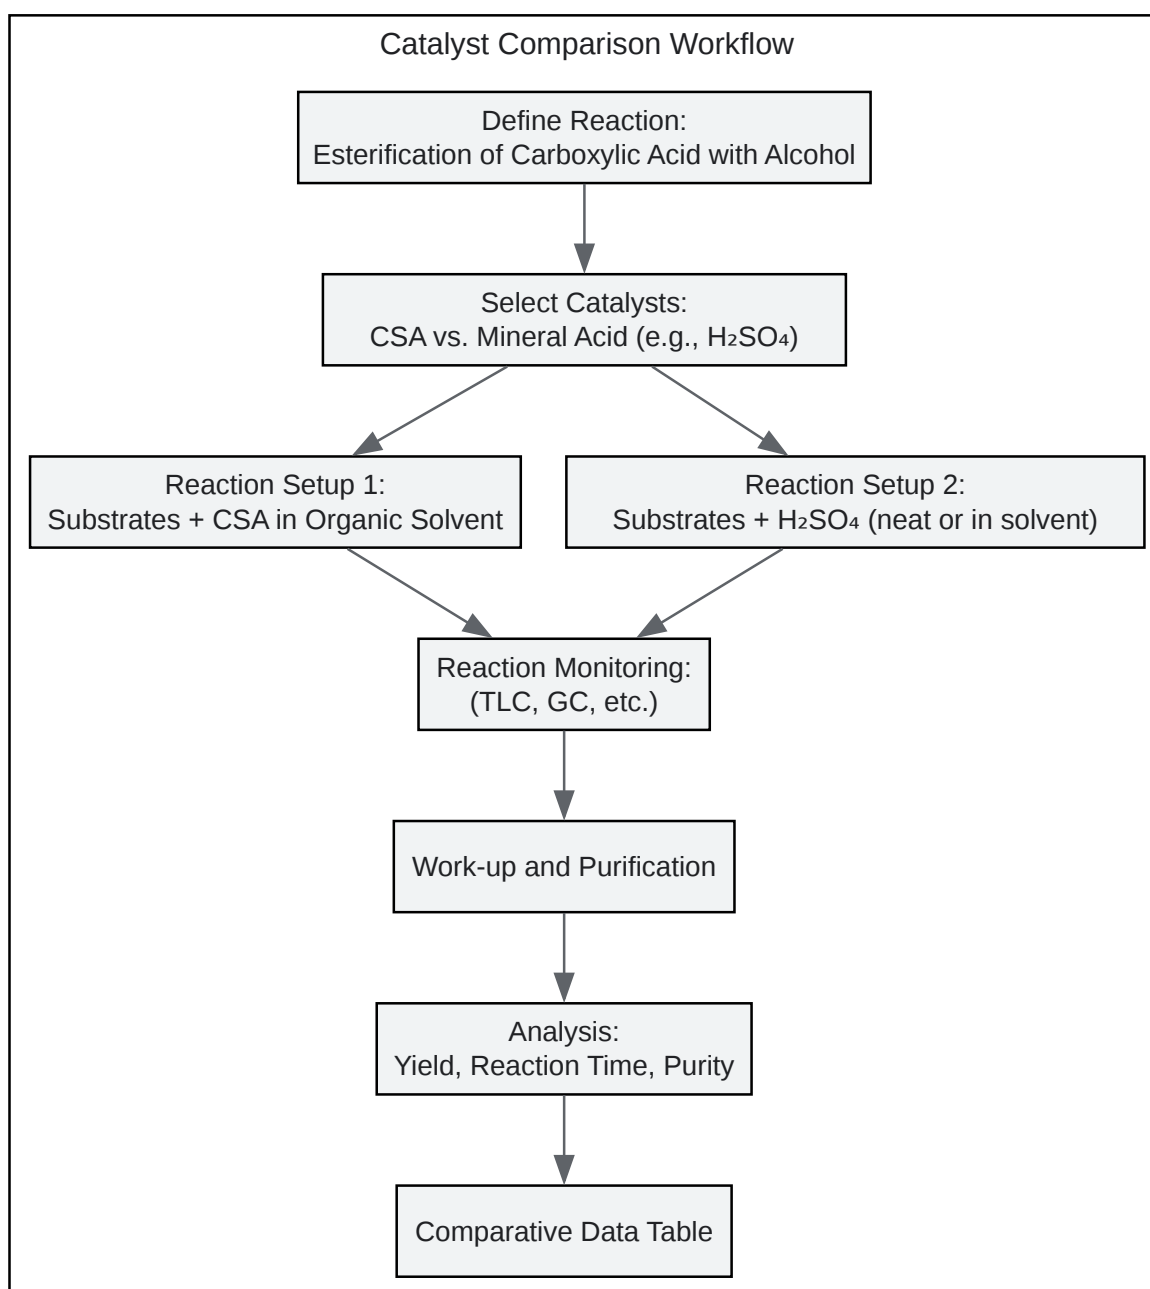 Catalyst Comparison Workflow
Define Reaction:
Esterification of Carboxylic Acid with Alcohol
Select Catalysts:
CSA vs. Mineral Acid (e.g., H₂SO₄)
Reaction Setup 1:
Substrates + CSA in Organic Solvent
Reaction Setup 2:
Substrates + H₂SO₄ (neat or in solvent)
Reaction Monitoring:
(TLC, GC, etc.)
Work-up and Purification
Analysis:
Yield, Reaction Time, Purity
Comparative Data Table